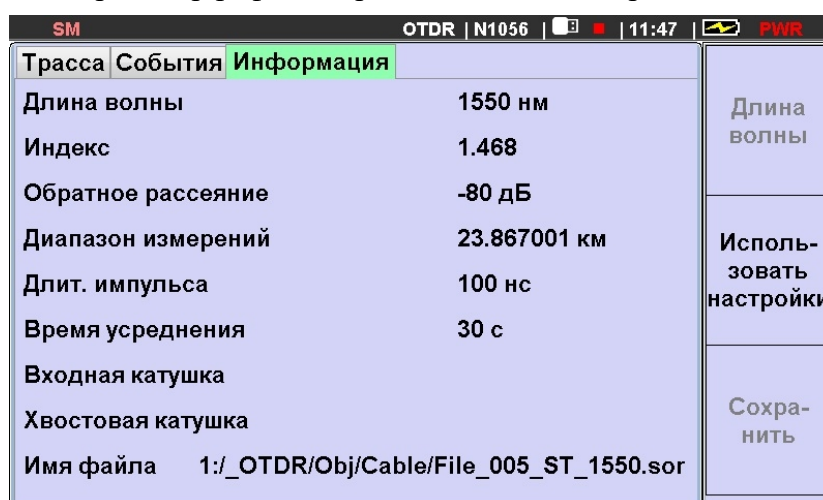 SM OTDR | N1056 | | 11:47 | PWR
Трасса События Информация
Длина волны 1550 нм
Индекс 1.468
Обратное рассеяние -80 дБ
Диапазон измерений 23.867001 км
Длит. импульса 100 нс
Время усреднения 30 с
Входная катушка
Хвостовая катушка
Имя файла 1:/_OTDR/Obj/Cable/File_005_ST_1550.sor
Длина
волны
Исполь-
зовать
настройки
Сохра-
нить